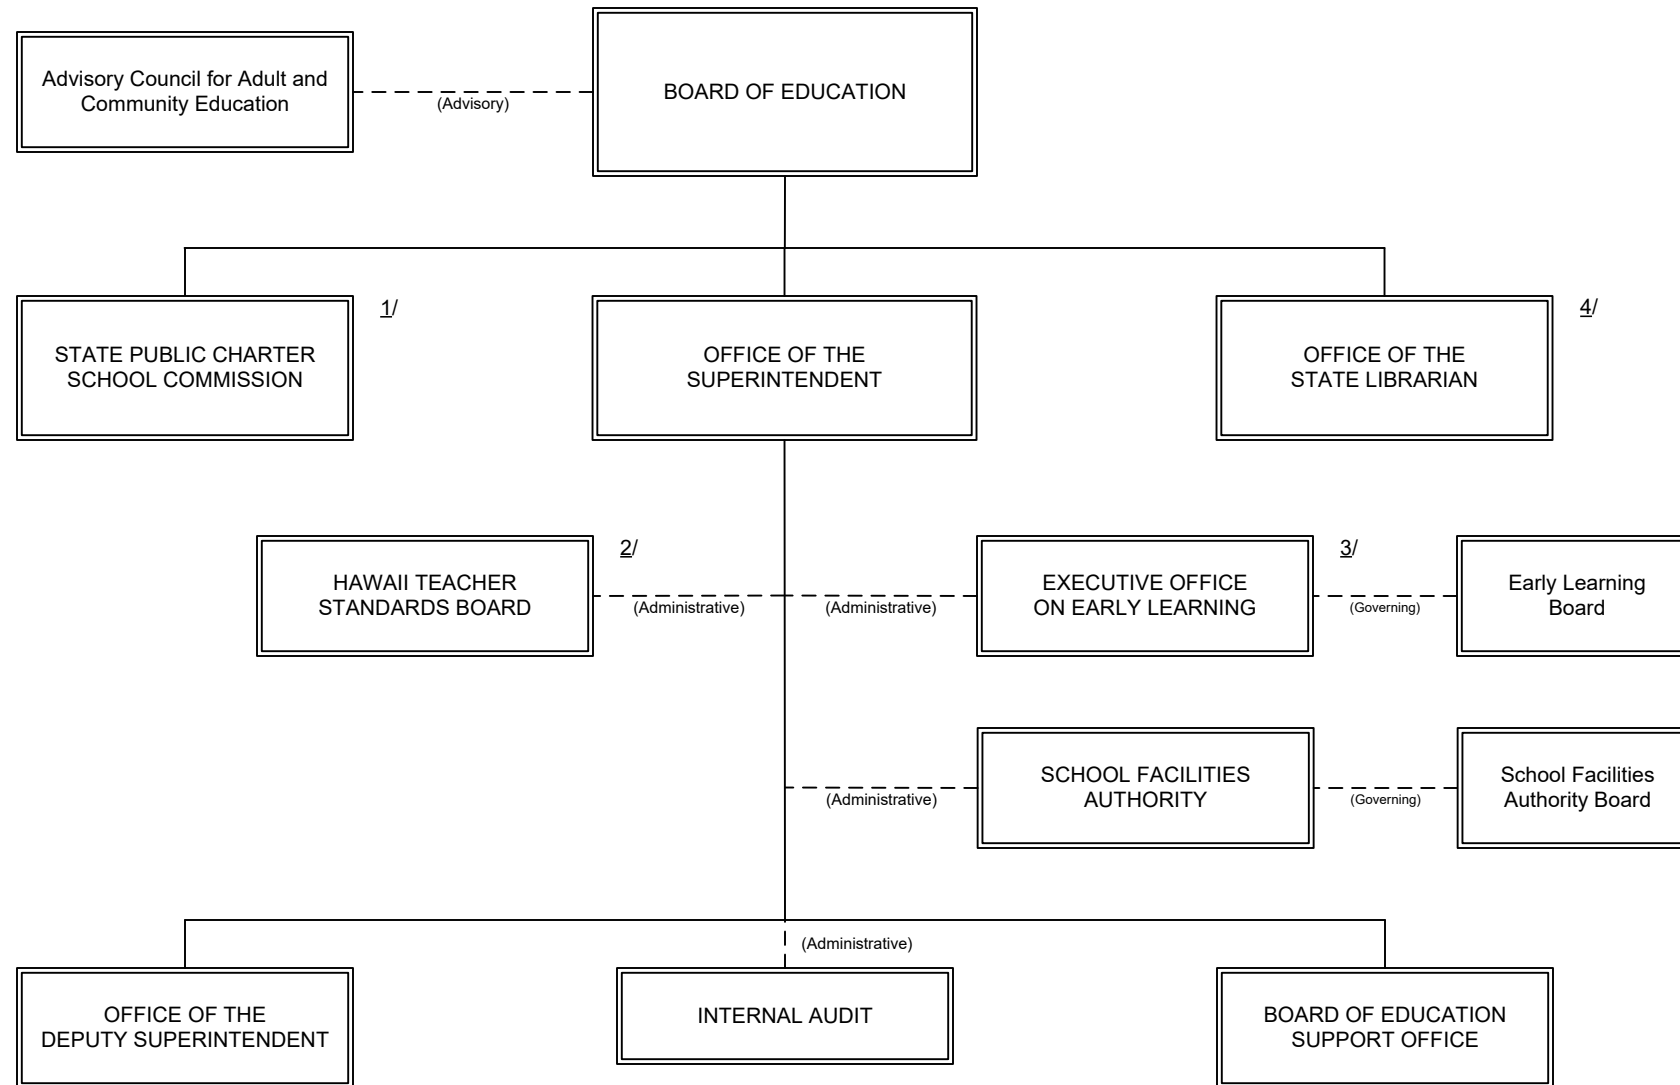 Advisory Council for Adult and
Community Education
(Advisory)
BOARD OF EDUCATION
STATE PUBLIC CHARTER
SCHOOL COMMISSION
1/
OFFICE OF THE
SUPERINTENDENT
OFFICE OF THE
STATE LIBRARIAN
4/
HAWAII TEACHER
STANDARDS BOARD
2/
(Administrative)
(Administrative)
EXECUTIVE OFFICE
ON EARLY LEARNING
3/
(Governing)
Early Learning
Board
(Administrative)
SCHOOL FACILITIES
AUTHORITY
(Governing)
School Facilities
Authority Board
(Administrative)
OFFICE OF THE
DEPUTY SUPERINTENDENT
INTERNAL AUDIT
BOARD OF EDUCATION
SUPPORT OFFICE